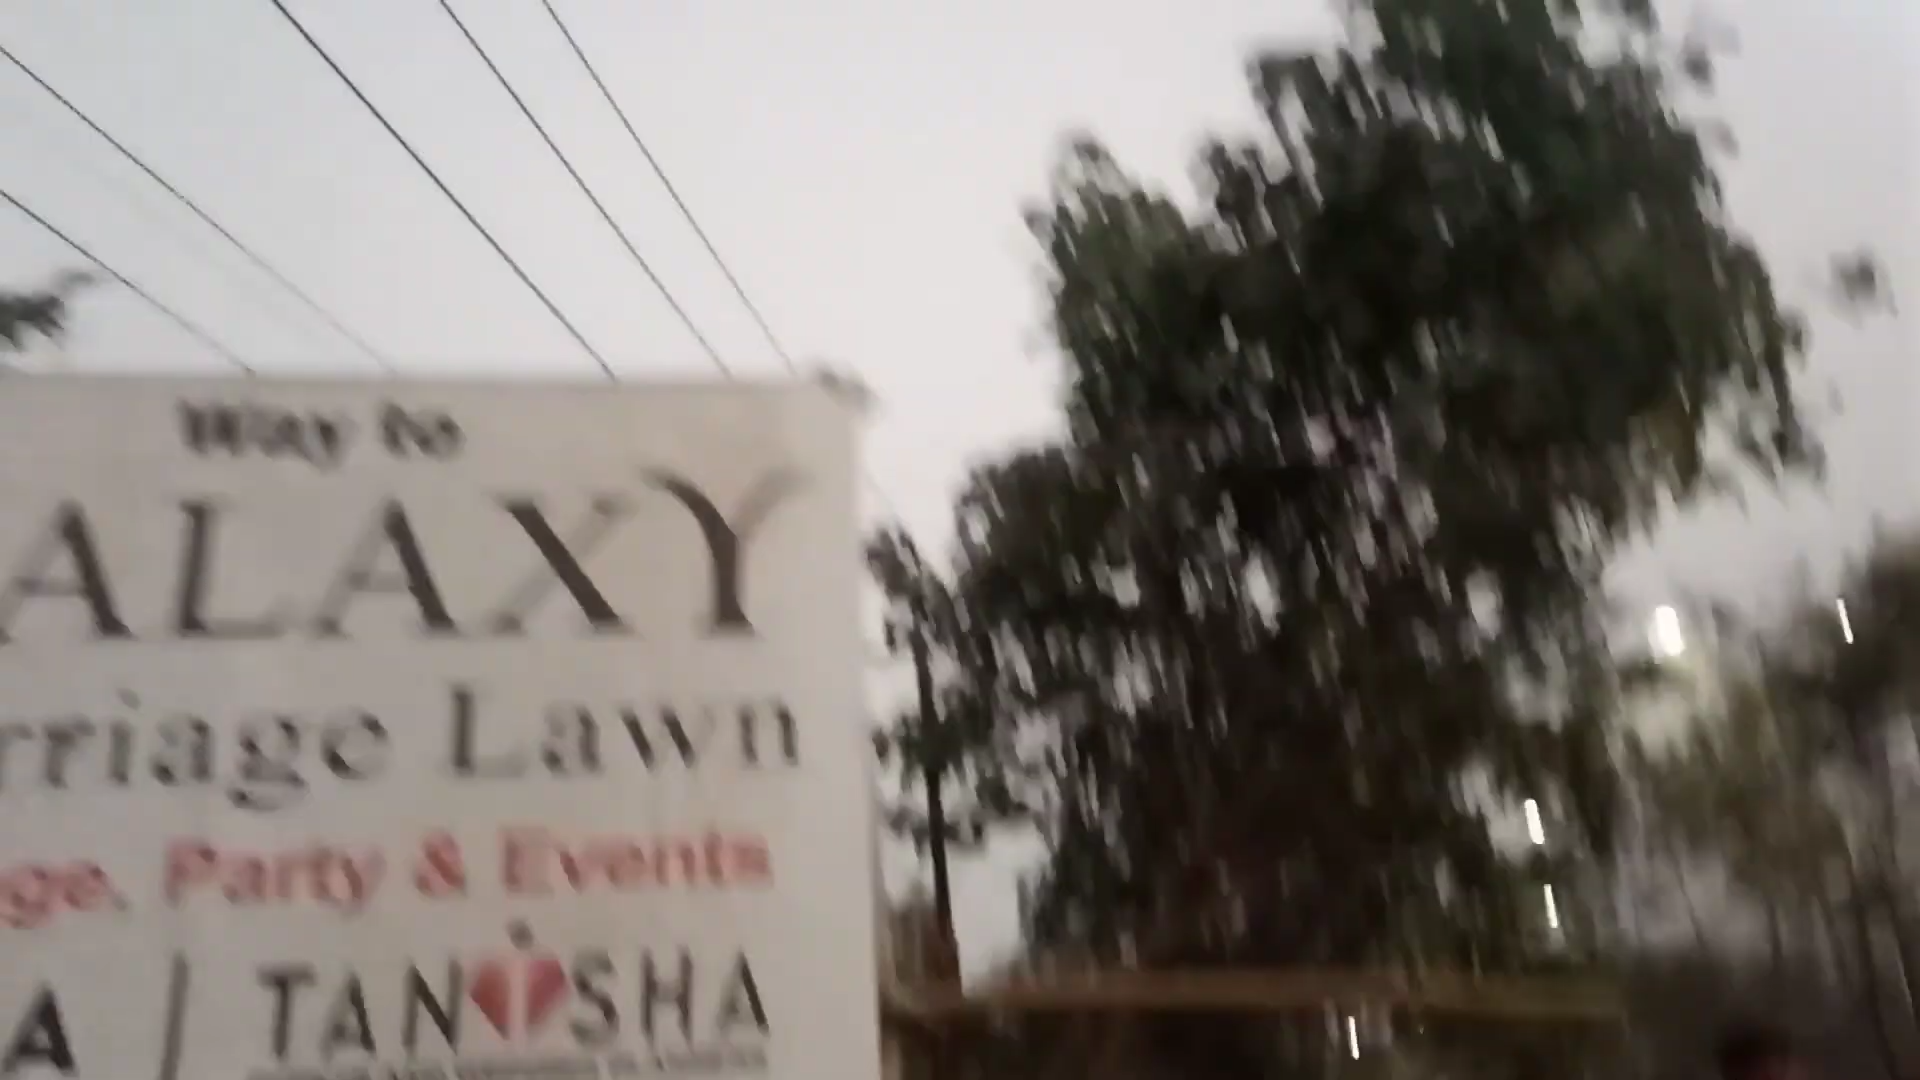 Way to
ALAXY
rriage Lawn
ge, Party & Events
A | TANISHA